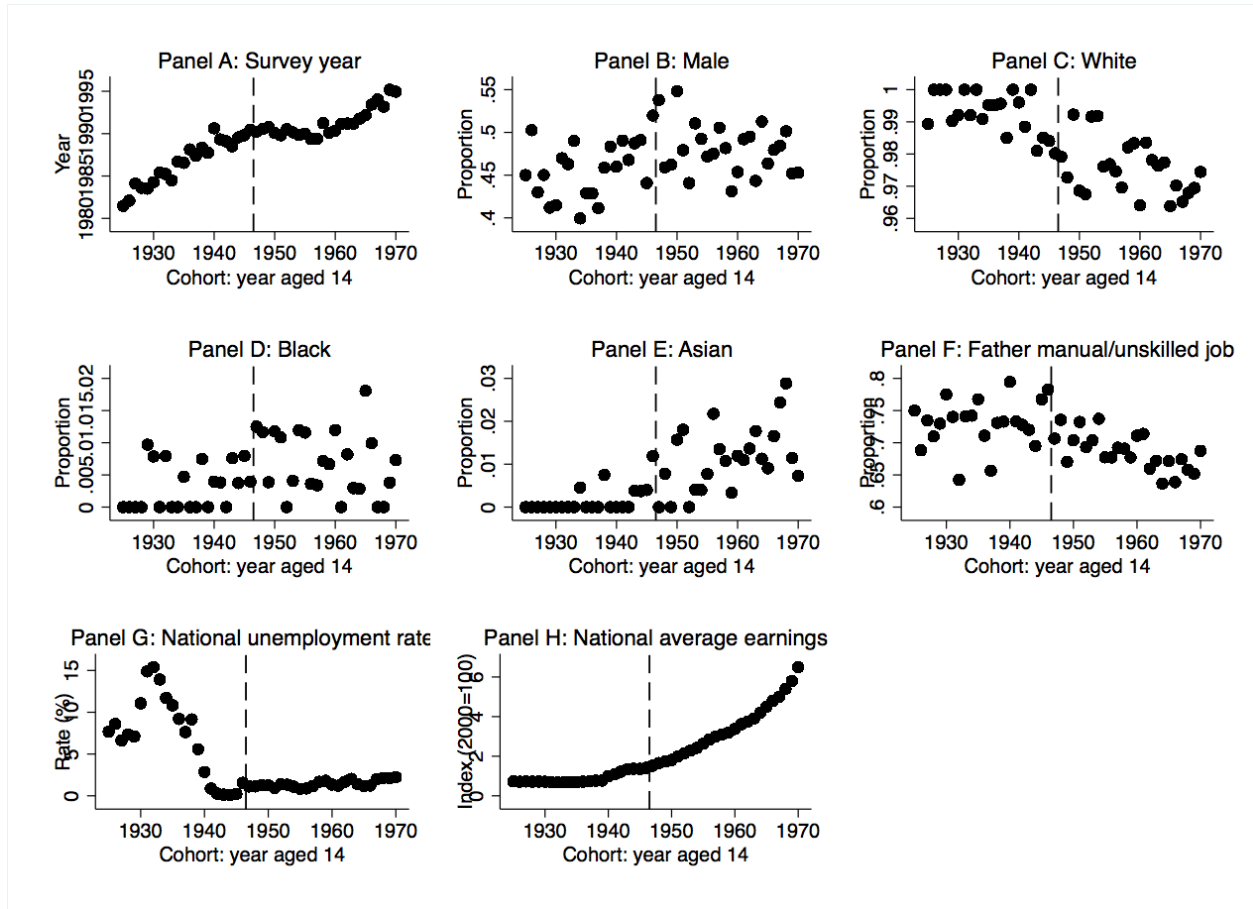 Panel A: Survey year
Year
1980 1985 1990 1995
1930 1940 1950 1960 1970
Cohort: year aged 14
Panel B: Male
Proportion
.4 .45 .5 .55
1930 1940 1950 1960 1970
Cohort: year aged 14
Panel C: White
Proportion
.96 .97 .98 .99 1
1930 1940 1950 1960 1970
Cohort: year aged 14
Panel D: Black
Proportion
0 .005 .01 .015 .02
1930 1940 1950 1960 1970
Cohort: year aged 14
Panel E: Asian
Proportion
0 .01 .02 .03
1930 1940 1950 1960 1970
Cohort: year aged 14
Panel F: Father manual/unskilled job
Proportion
.6 .65 .7 .75 .8
1930 1940 1950 1960 1970
Cohort: year aged 14
Panel G: National unemployment rate
Rate (%)
0 5 10 15
1930 1940 1950 1960 1970
Cohort: year aged 14
Panel H: National average earnings
Index (2000=100)
0 2 4 6
1930 1940 1950 1960 1970
Cohort: year aged 14